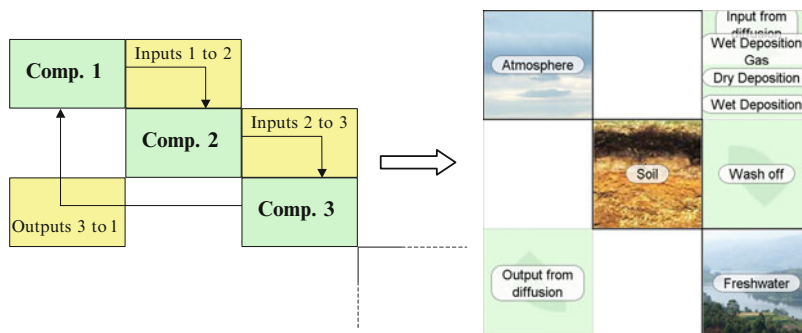 Comp. 1
Inputs 1 to 2
Comp. 2
Inputs 2 to 3
Outputs 3 to 1
Comp. 3
Atmosphere
Input from
diffusion
Wet Deposition
Gas
Dry Deposition
Wet Deposition
Soil
Wash off
Output from
diffusion
Freshwater